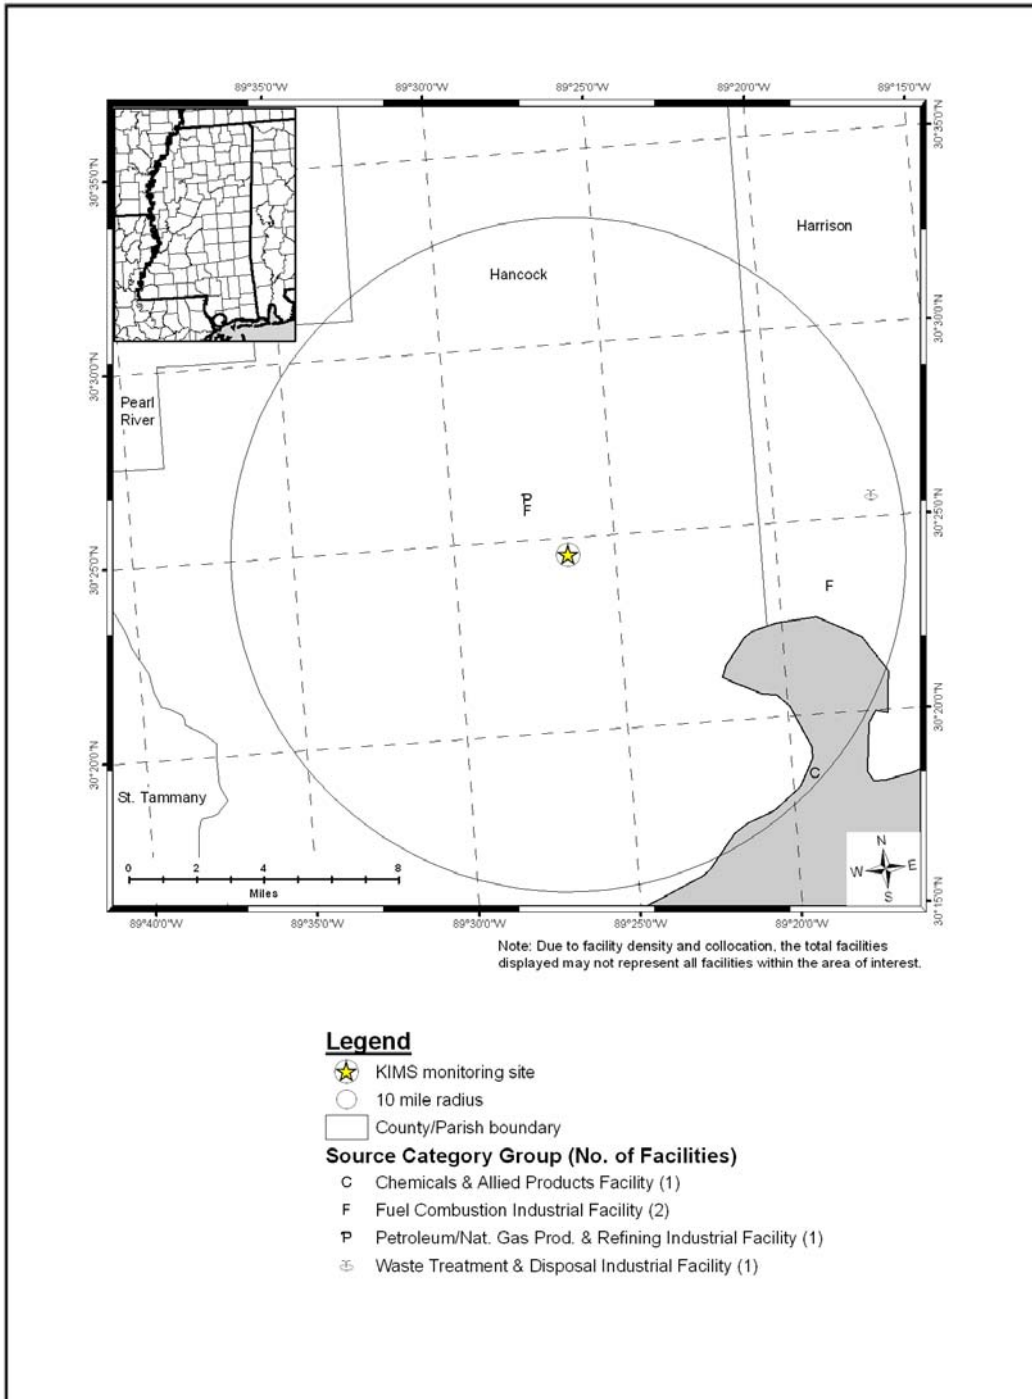 89°35'0"W 89°30'0"W 89°25'0"W 89°20'0"W 89°15'0"W
30°35'0"N
30°30'0"N
30°25'0"N
30°20'0"N
30°35'0"N
30°30'0"N
30°25'0"N
30°20'0"N
30°15'0"N
Harrison
Hancock
Pearl
River
P
F
F
C
St. Tammany
0 2 4 8
Miles
N
W E
S
89°40'0"W 89°35'0"W 89°30'0"W 89°25'0"W 89°20'0"W
Note: Due to facility density and collocation, the total facilities
displayed may not represent all facilities within the area of interest.
Legend
KIMS monitoring site
10 mile radius
County/Parish boundary
Source Category Group (No. of Facilities)
C Chemicals & Allied Products Facility (1)
F Fuel Combustion Industrial Facility (2)
P Petroleum/Nat. Gas Prod. & Refining Industrial Facility (1)
Waste Treatment & Disposal Industrial Facility (1)